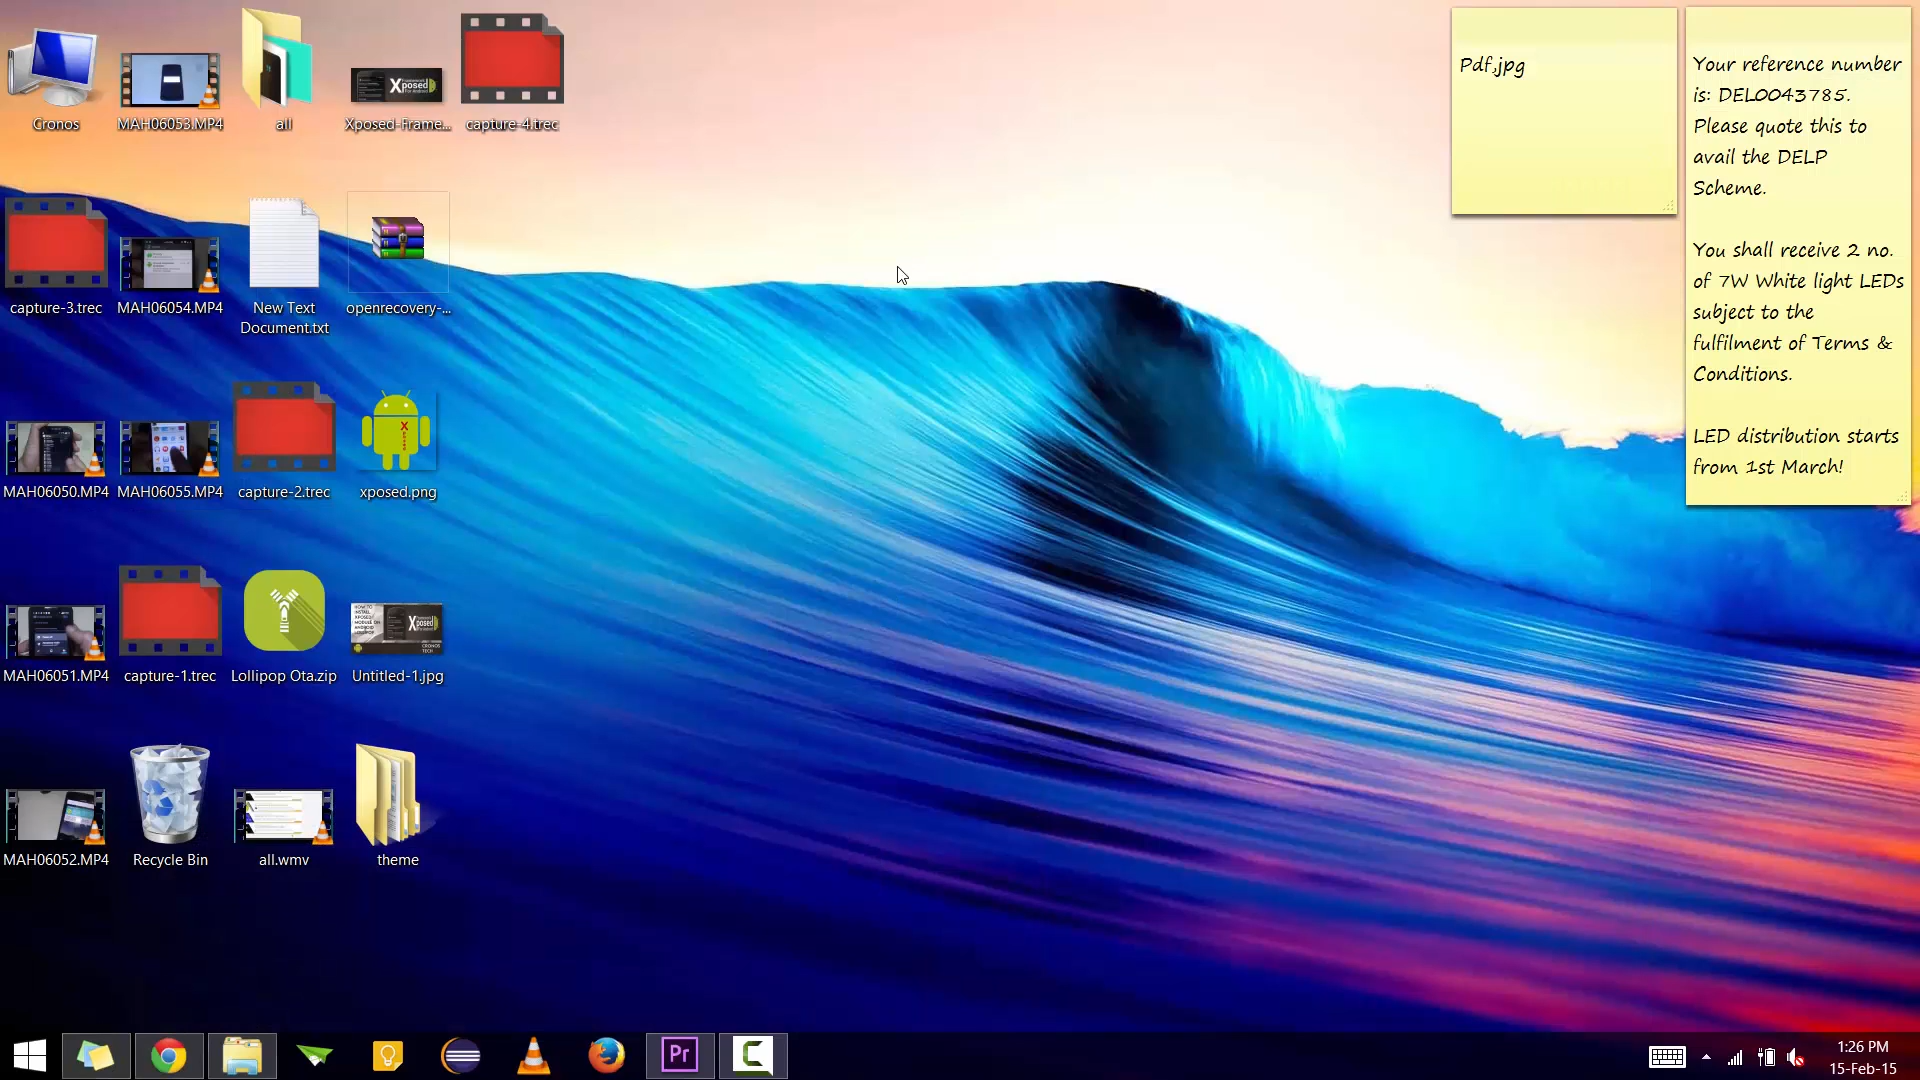 Cronos
MAH06053.MP4
all
Xposed-Frame...
capture-4.trec
capture-3.trec
MAH06054.MP4
New Text
Document.txt
openrecovery-...
MAH06050.MP4
MAH06055.MP4
capture-2.trec
xposed.png
MAH06051.MP4
capture-1.trec
Lollipop Ota.zip
Untitled-1.jpg
MAH06052.MP4
Recycle Bin
all.wmv
theme
Pdf,jpg
Your reference number
is: DEL0043785.
Please quote this to
avail the DELP
Scheme.
You shall receive 2 no.
of 7W White light LEDs
subject to the
fulfilment of Terms &
Conditions.
LED distribution starts
from 1st March!
Pr
1:26 PM
15-Feb-15